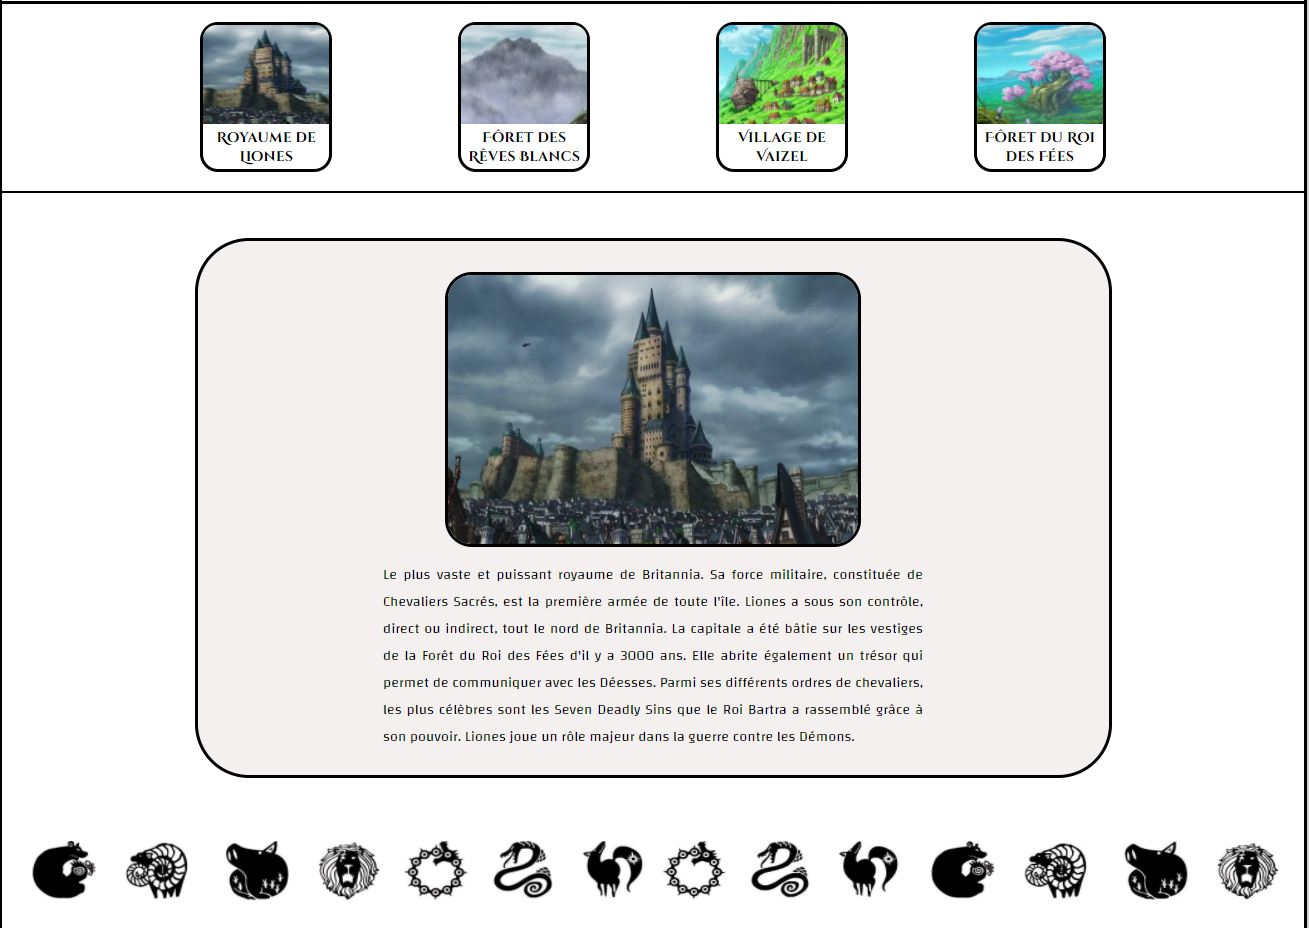 Royaume de
Liones
Fôret des
Rêves Blancs
Village de
Vaizel
Fôret du Roi
des Fées
Le plus vaste et puissant royaume de Britannia. Sa force militaire, constituée de
Chevaliers Sacrés, est la première armée de toute l'île. Liones a sous son contrôle,
direct ou indirect, tout le nord de Britannia. La capitale a été bâtie sur les vestiges
de la Forêt du Roi des Fées d'il y a 3000 ans. Elle abrite également un trésor qui
permet de communiquer avec les Déesses. Parmi ses différents ordres de chevaliers,
les plus célèbres sont les Seven Deadly Sins que le Roi Bartra a rassemblé grâce à
son pouvoir. Liones joue un rôle majeur dans la guerre contre les Démons.